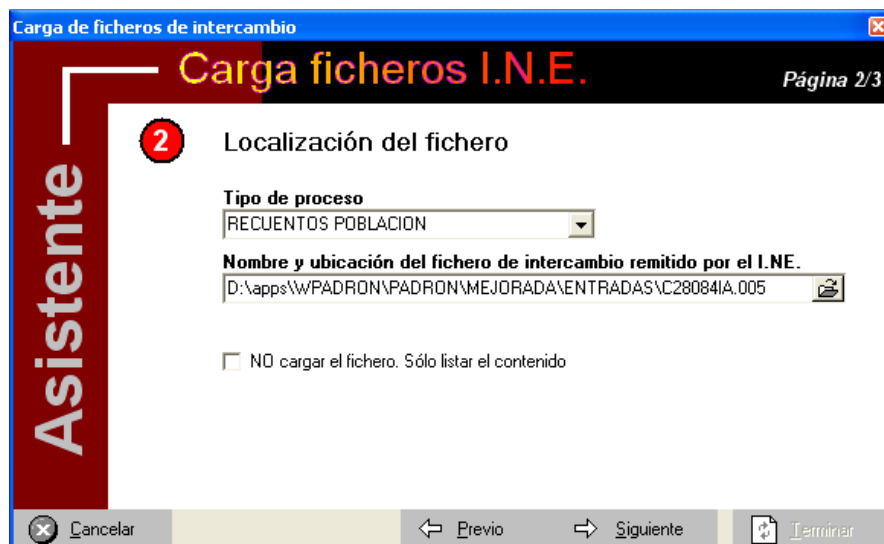 Carga de ficheros de intercambio
Carga ficheros I.N.E.
Página 2/3
Asistente
2
Localización del fichero
Tipo de proceso
RECUENTOS POBLACION
Nombre y ubicación del fichero de intercambio remitido por el I.NE.
D:\apps\WPADRON\PADRON\MEJORADA\ENTRADAS\C28084IA.005
NO cargar el fichero. Sólo listar el contenido
Cancelar
Previo
Siguiente
Terminar